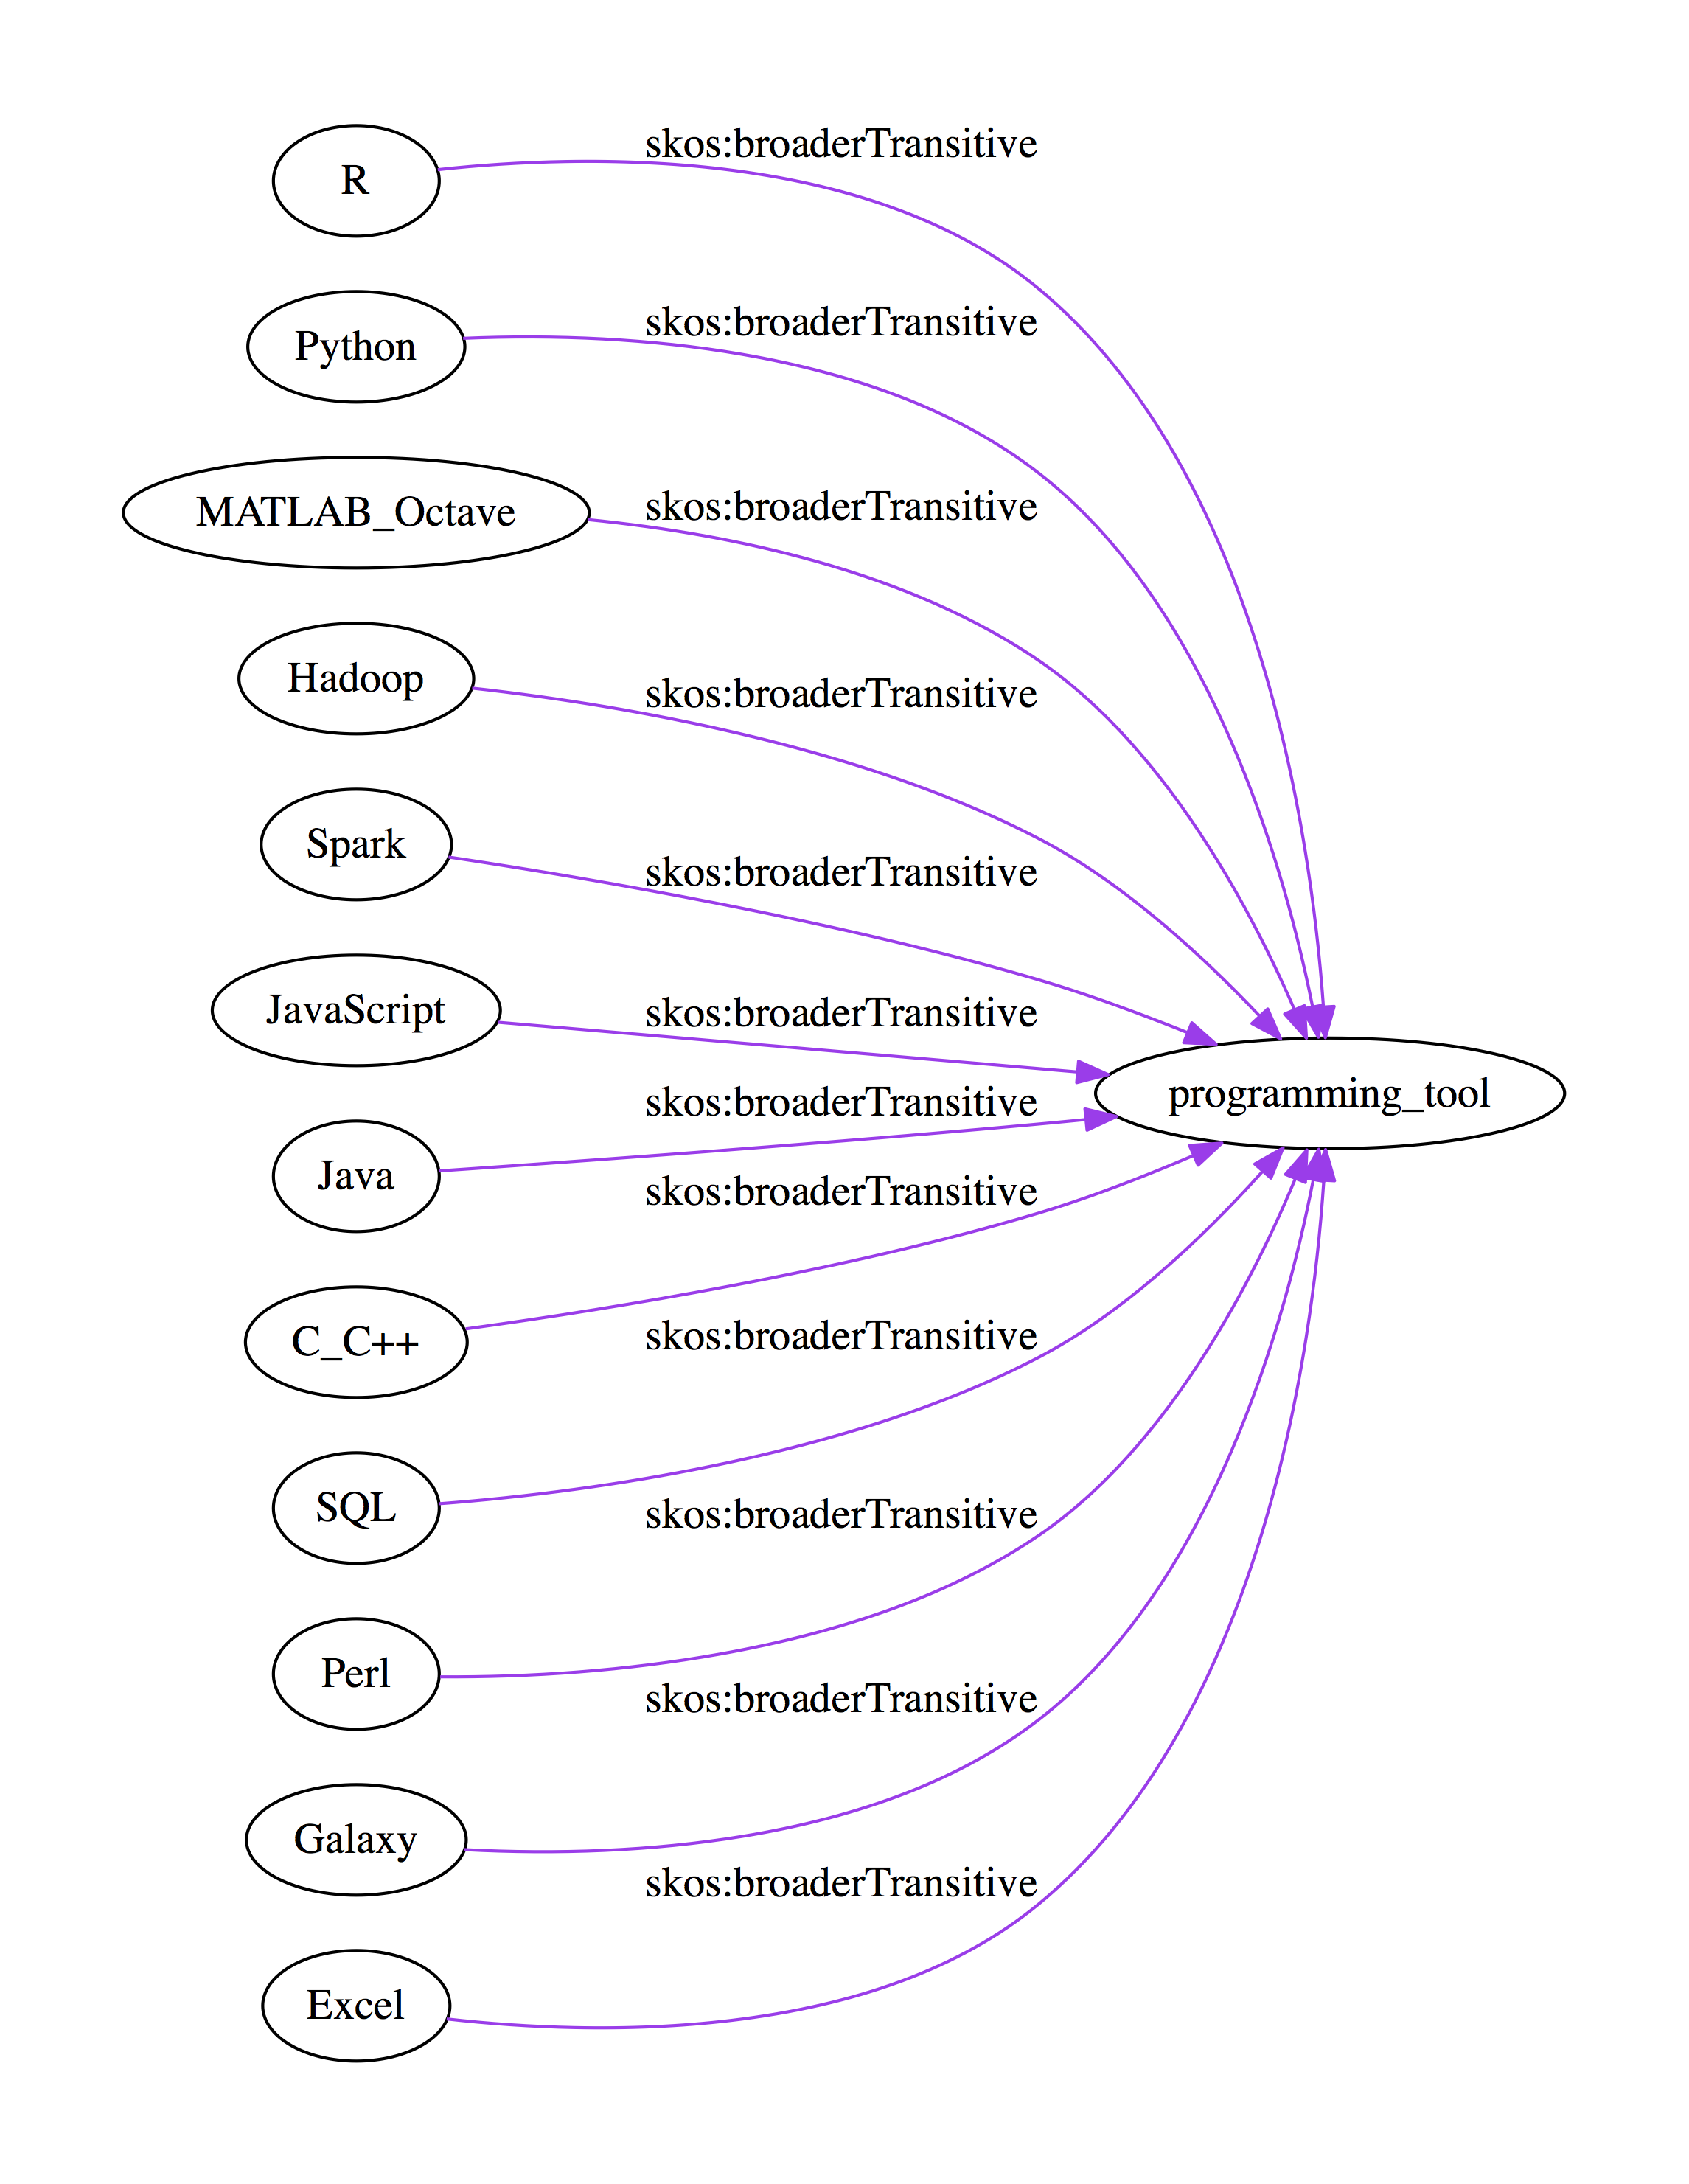 R
skos:broaderTransitive
Python
skos:broaderTransitive
MATLAB_Octave
skos:broaderTransitive
Hadoop
skos:broaderTransitive
Spark
skos:broaderTransitive
JavaScript
skos:broaderTransitive
programming_tool
skos:broaderTransitive
Java
skos:broaderTransitive
C_C++
skos:broaderTransitive
SQL
skos:broaderTransitive
Perl
skos:broaderTransitive
Galaxy
skos:broaderTransitive
Excel